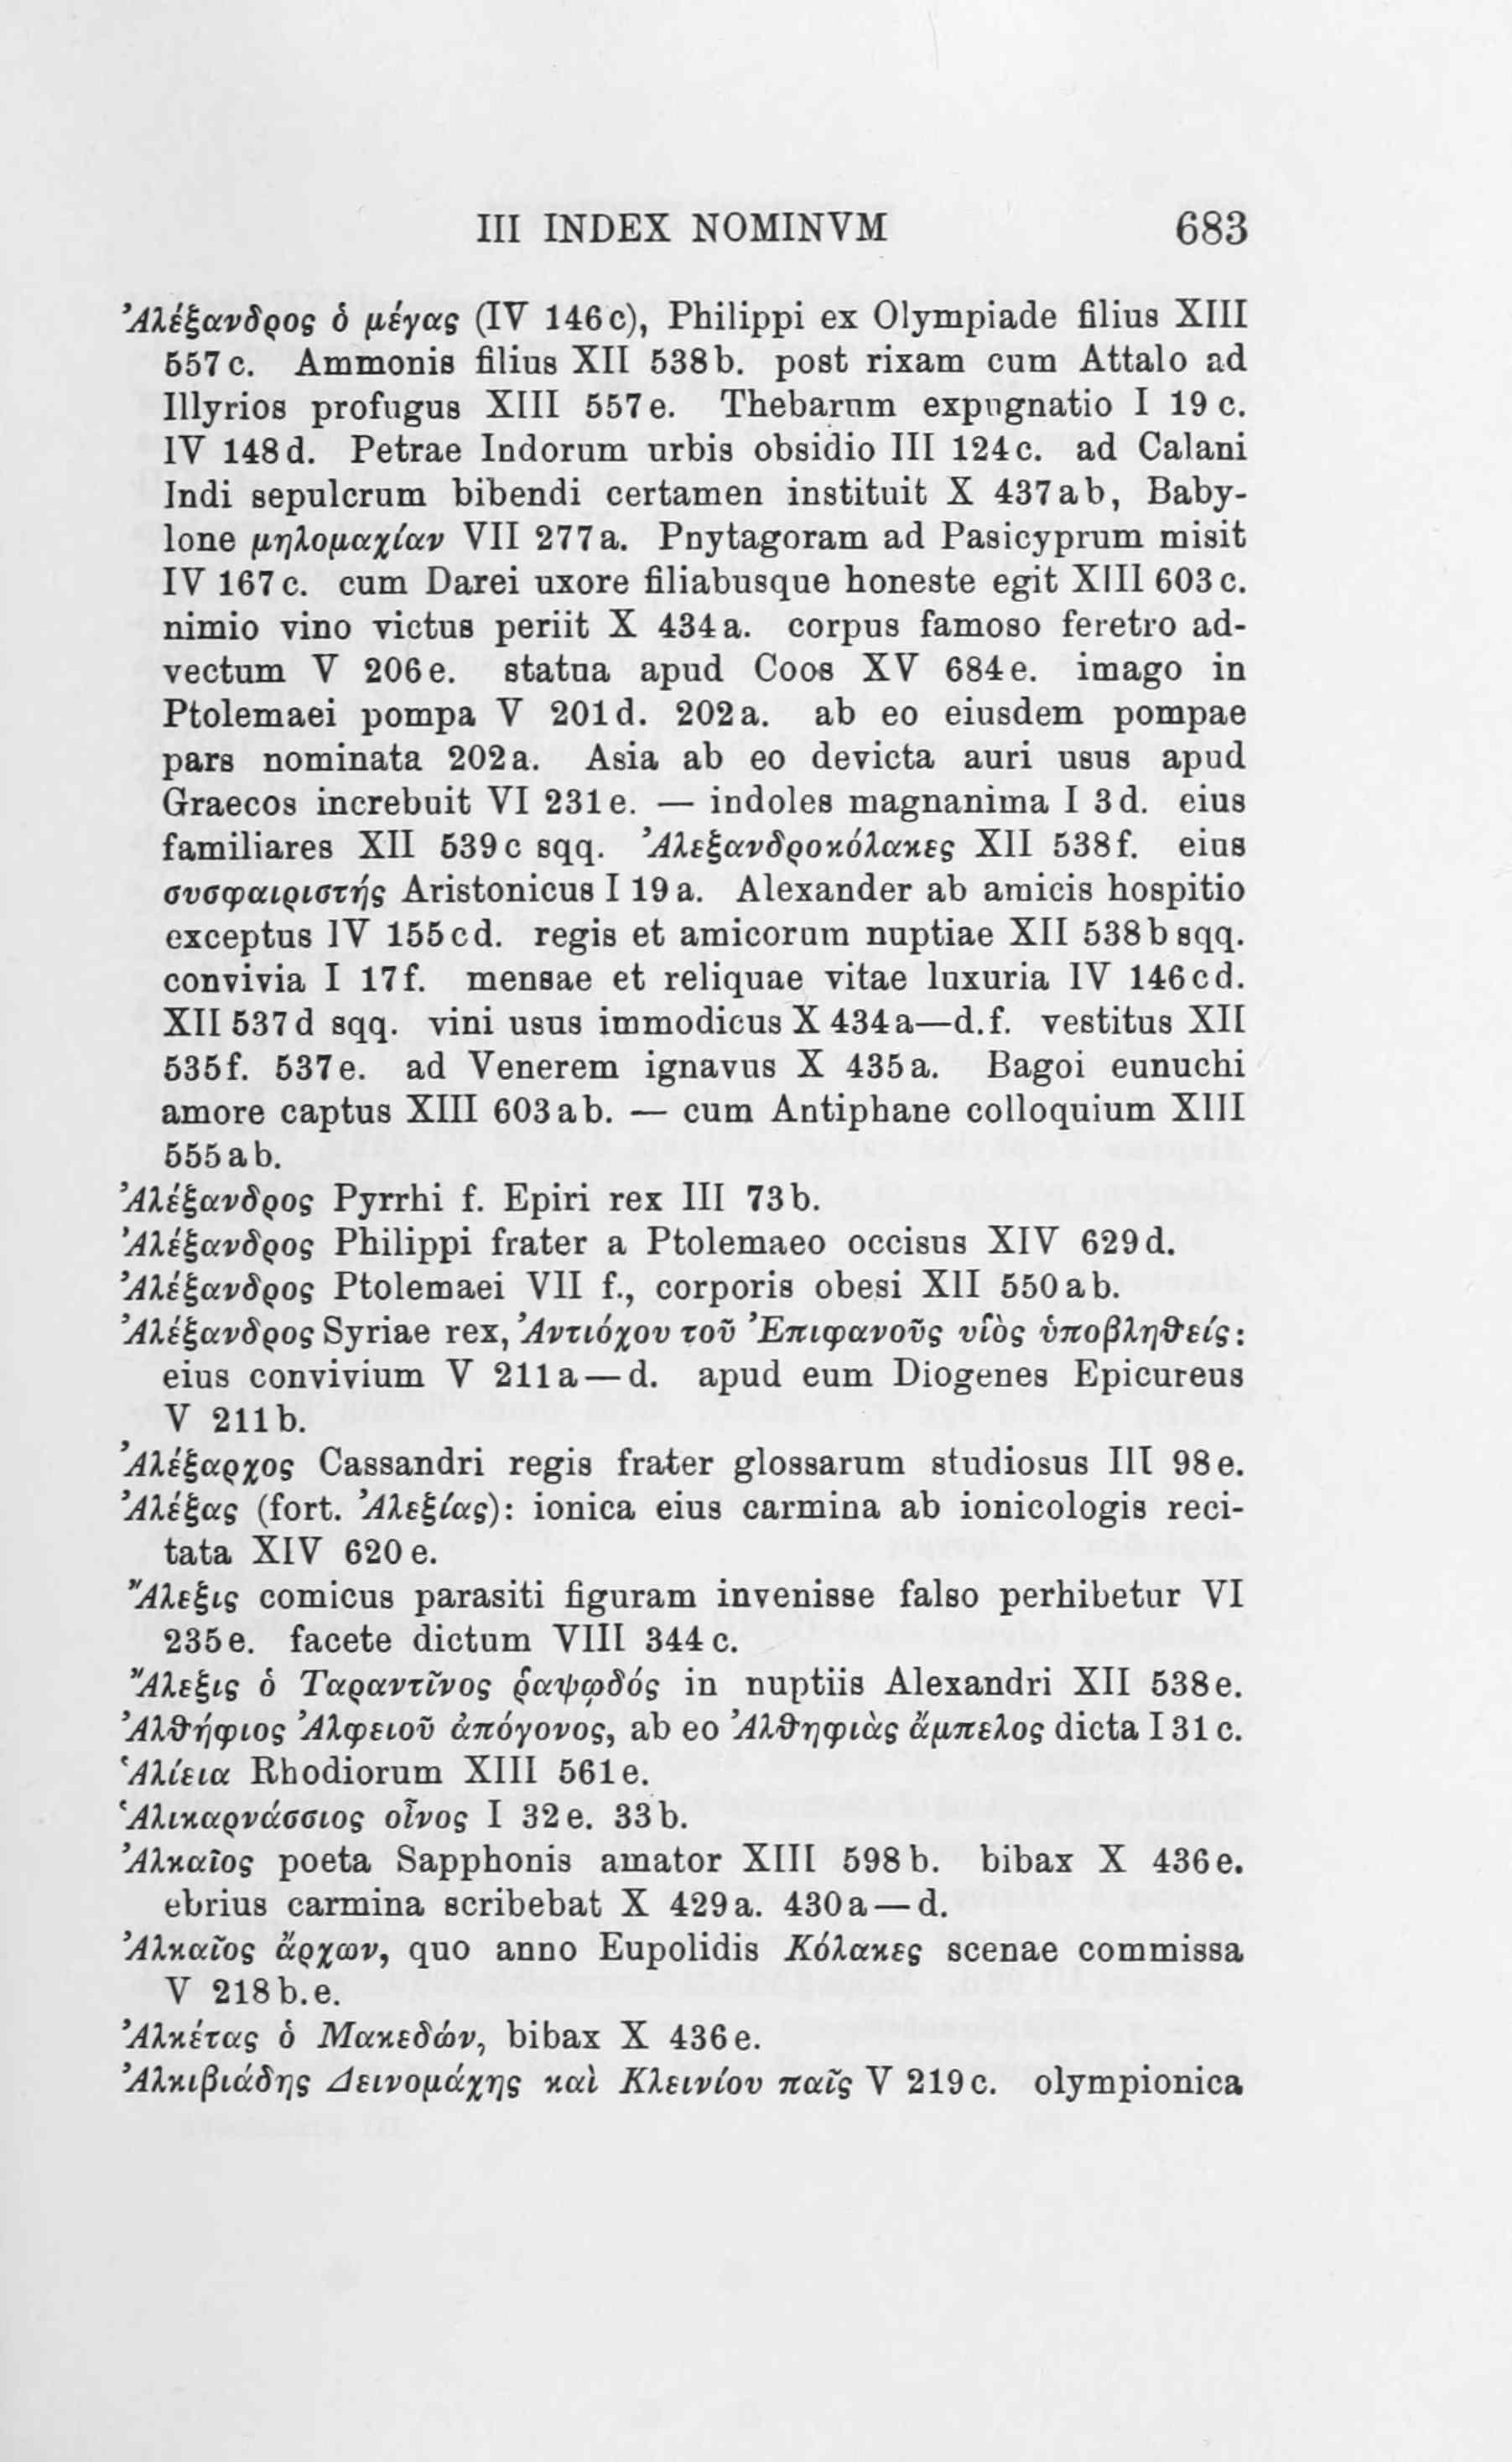 III INDEX NOMINVM 683
Ἀλέξανδρος ὁ μέγας (IV 146c), Philippi ex Olympiade filius XIII
557c. Ammonis filius XII 538b. post rixam cum Attalo ad
Illyrios profugus XIII 557e. Thebarum expugnatio I 19c.
IV 148d. Petrae Indorum urbis obsidio III 124c. ad Calani
Indi sepulcrum bibendi certamen instituit X 437ab, Baby-
lone μηλομαχίαν VII 277a. Pnytagoram ad Pasicyprum misit
IV 167c. cum Darei uxore filiabusque honeste egit XIII 603c.
nimio vino victus periit X 434a. corpus famoso feretro ad-
vectum V 206e. statua apud Coos XV 684e. imago in
Ptolemaei pompa V 201d. 202a. ab eo eiusdem pompae
pars nominata 202a. Asia ab eo devicta auri usus apud
Graecos increbuit VI 231e. — indoles magnanima I 3d. eius
familiares XII 539c sqq. Ἀλεξανδροκόλακες XII 538f. eius
συσφαιριστής Aristonicus I 19a. Alexander ab amicis hospitio
exceptus IV 155cd. regis et amicorum nuptiae XII 538b sqq.
convivia I 17f. mensae et reliquae vitae luxuria IV 146cd.
XII 537d sqq. vini usus immodicus X 434a—d.f. vestitus XII
535f. 537e. ad Venerem ignavus X 435a. Bagoi eunuchi
amore captus XIII 603ab. — cum Antiphane colloquium XIII
555ab.
Ἀλέξανδρος Pyrrhi f. Epiri rex III 73b.
Ἀλέξανδρος Philippi frater a Ptolemaeo occisus XIV 629d.
Ἀλέξανδρος Ptolemaei VII f., corporis obesi XII 550ab.
Ἀλέξανδρος Syriae rex, Ἀντιόχου τοῦ Ἐπιφανοῦς υἱὸς ὑποβληθείς:
eius convivium V 211a—d. apud eum Diogenes Epicureus
V 211b.
Ἀλέξαρχος Cassandri regis frater glossarum studiosus III 98e.
Ἀλέξας (fort. Ἀλεξίας): ionica eius carmina ab ionicologis reci-
tata XIV 620e.
Ἄλεξις comicus parasiti figuram invenisse falso perhibetur VI
235e. facete dictum VIII 344c.
Ἄλεξις ὁ Ταραντῖνος ῥαψῳδός in nuptiis Alexandri XII 538e.
Ἀλθήφιος Ἀλφειοῦ ἀπόγονος, ab eo Ἀλθηφιὰς ἄμπελος dicta I 31c.
Ἁλίεια Rhodiorum XIII 561e.
Ἁλικαρνάσσιος οἶνος I 32e. 33b.
Ἀλκαῖος poeta Sapphonis amator XIII 598b. bibax X 436e.
ebrius carmina scribebat X 429a. 430a—d.
Ἀλκαῖος ἄρχων, quo anno Eupolidis Κόλακες scenae commissa
V 218b.e.
Ἀλκέτας ὁ Μακεδών, bibax X 436e.
Ἀλκιβιάδης Δεινομάχης καὶ Κλεινίου παῖς V 219c. olympionica